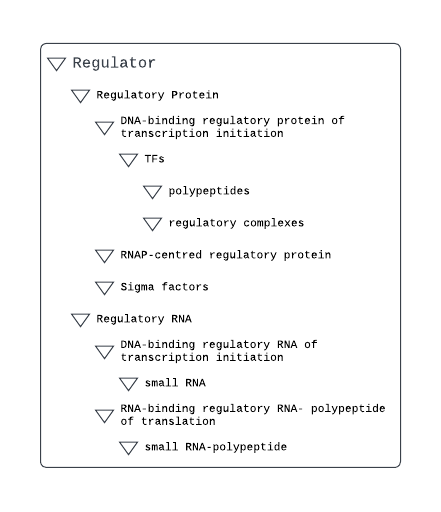 Regulator
Regulatory Protein
DNA-binding regulatory protein of
transcription initiation
TFs
polypeptides
regulatory complexes
RNAP-centred regulatory protein
Sigma factors
Regulatory RNA
DNA-binding regulatory RNA of
transcription initiation
small RNA
RNA-binding regulatory RNA- polypeptide
of translation
small RNA-polypeptide